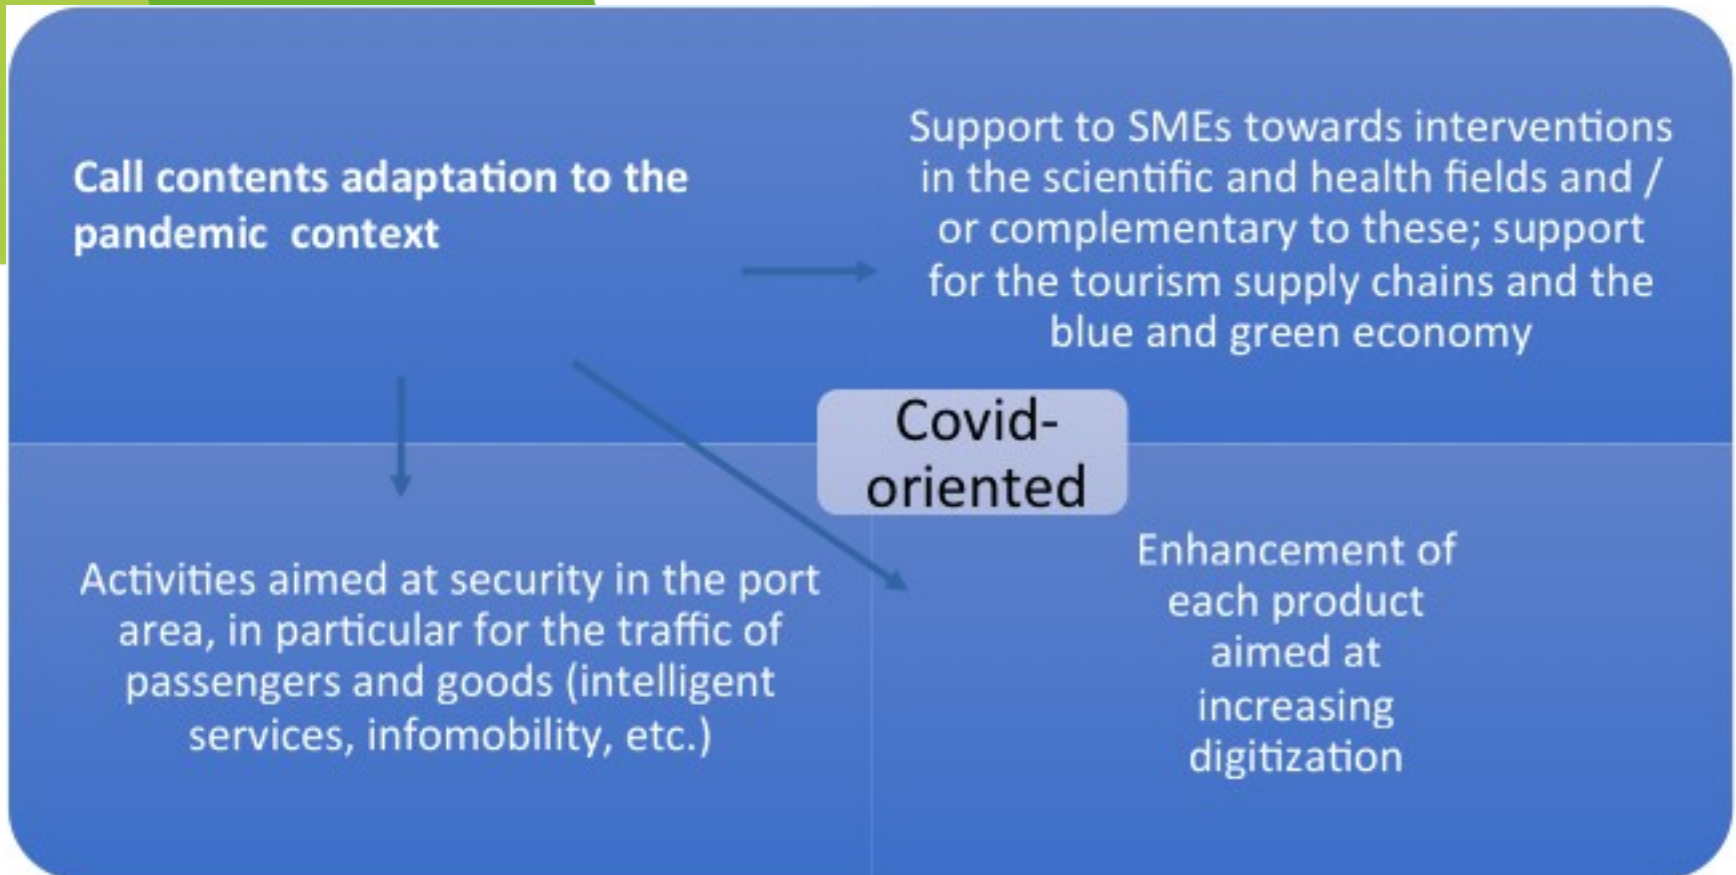 Call contents adaptation to the
pandemic context
Support to SMEs towards interventions
in the scientific and health fields and /
or complementary to these; support
for the tourism supply chains and the
blue and green economy
Covid-
oriented
Activities aimed at security in the port
area, in particular for the traffic of
passengers and goods (intelligent
services, infomobility, etc.)
Enhancement of
each product
aimed at
increasing
digitization